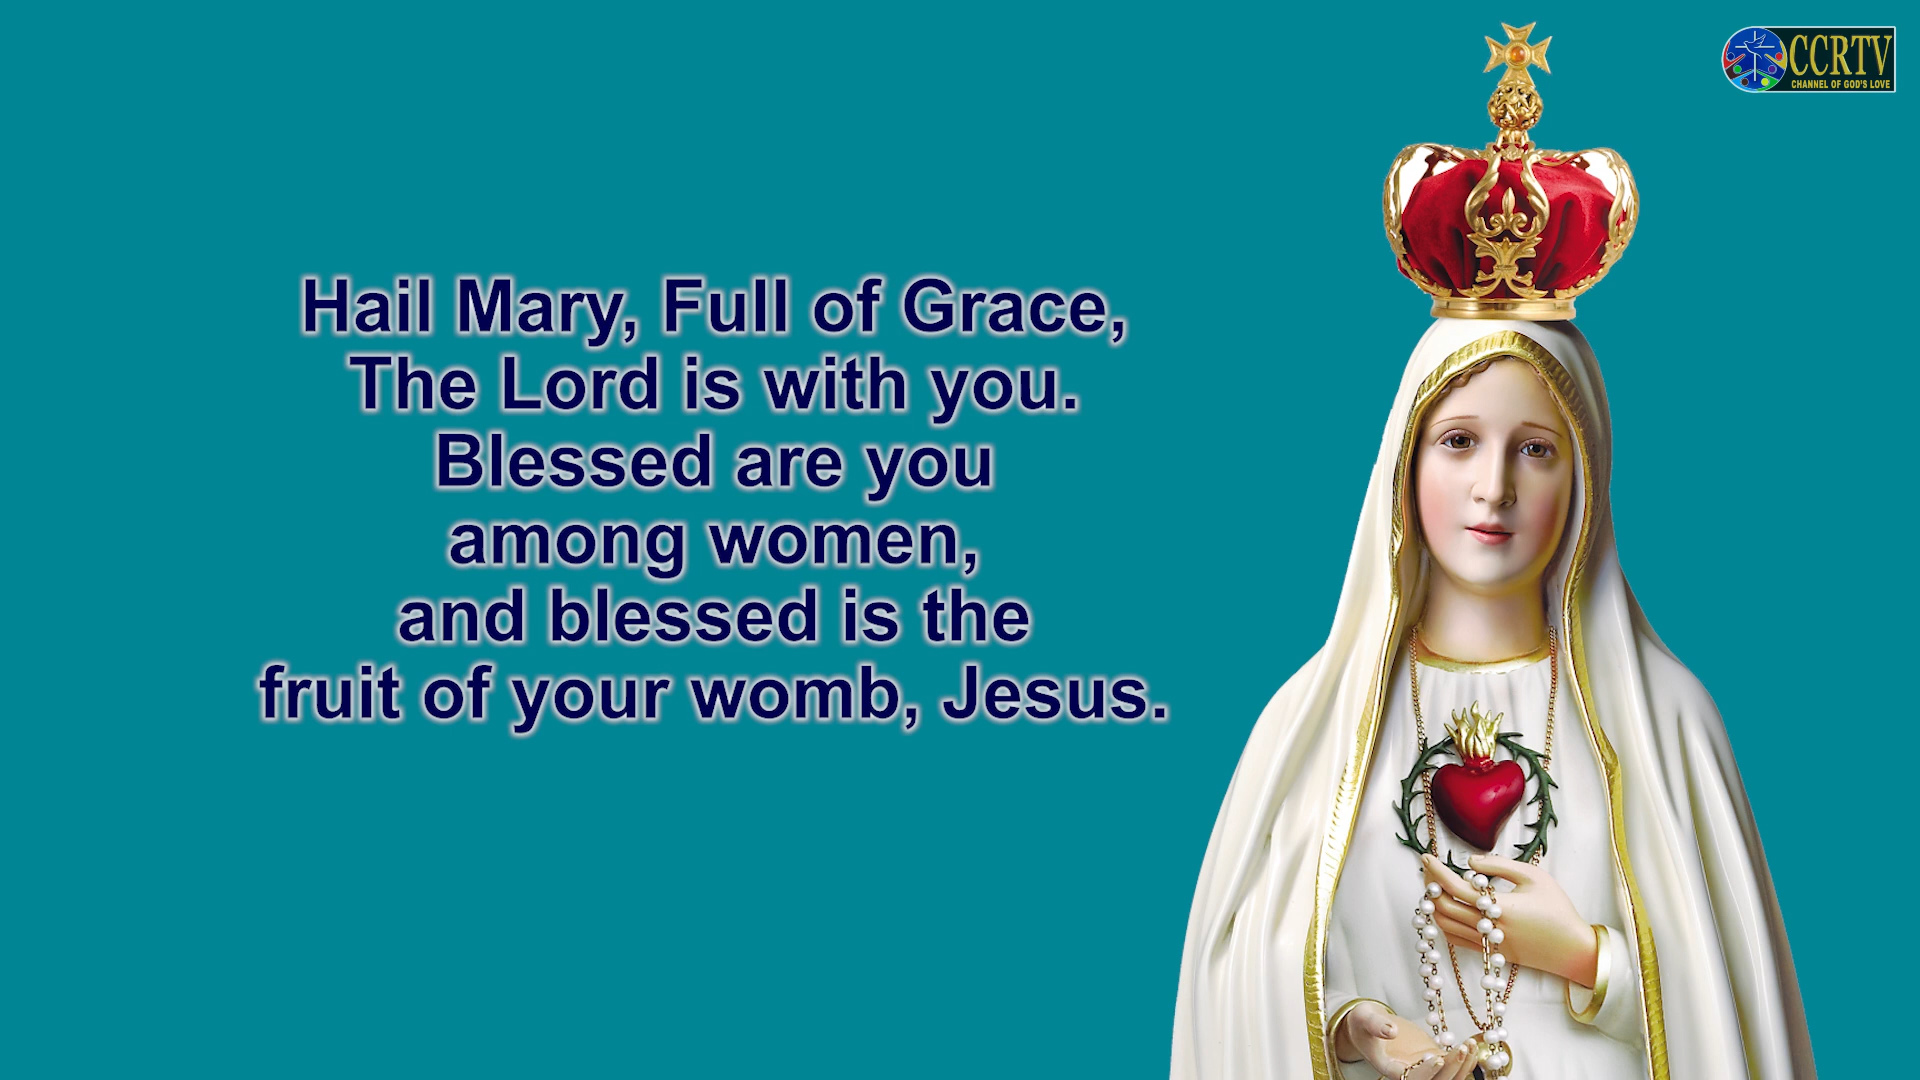 CCRTV
CHANNEL OF GOD'S LOVE
Hail Mary, Full of Grace,
The Lord is with you.
Blessed are you
among women,
and blessed is the
fruit of your womb, Jesus.